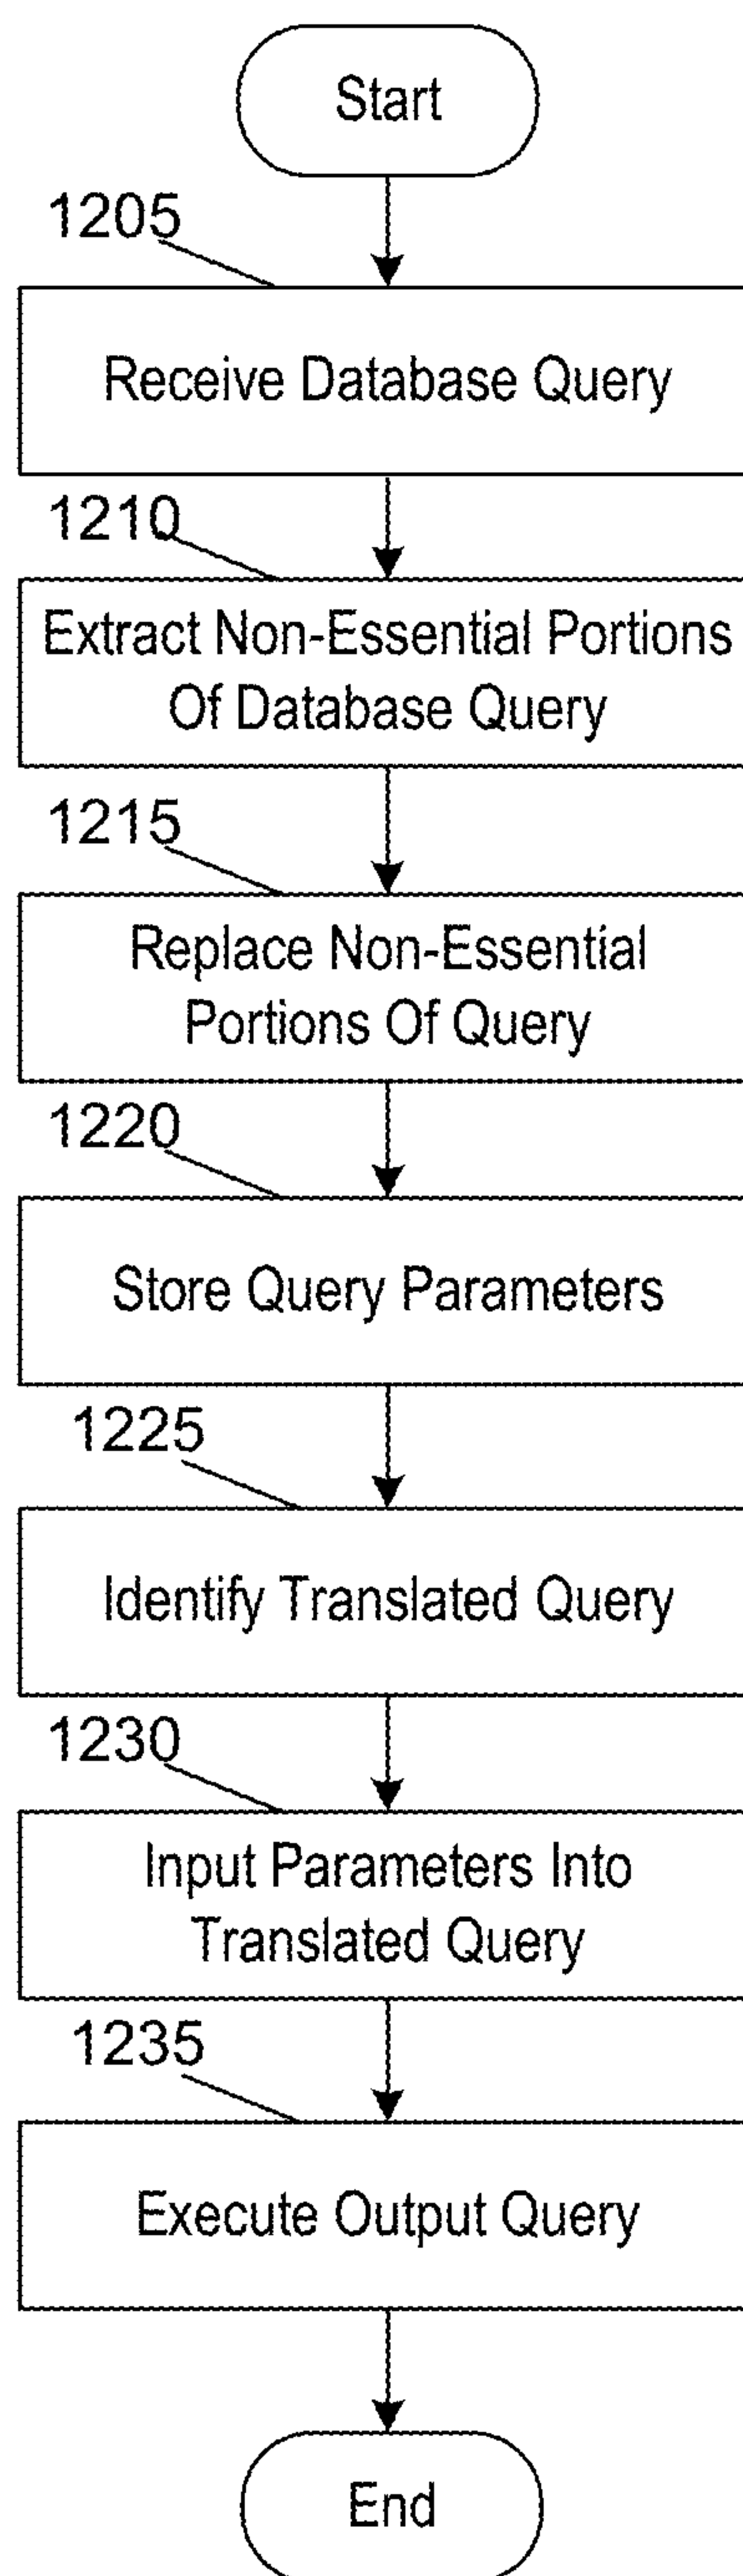 Start
1205
Receive Database Query
1210
Extract Non-Essential Portions
Of Database Query
1215
Replace Non-Essential
Portions Of Query
1220
Store Query Parameters
1225
Identify Translated Query
1230
Input Parameters Into
Translated Query
1235
Execute Output Query
End